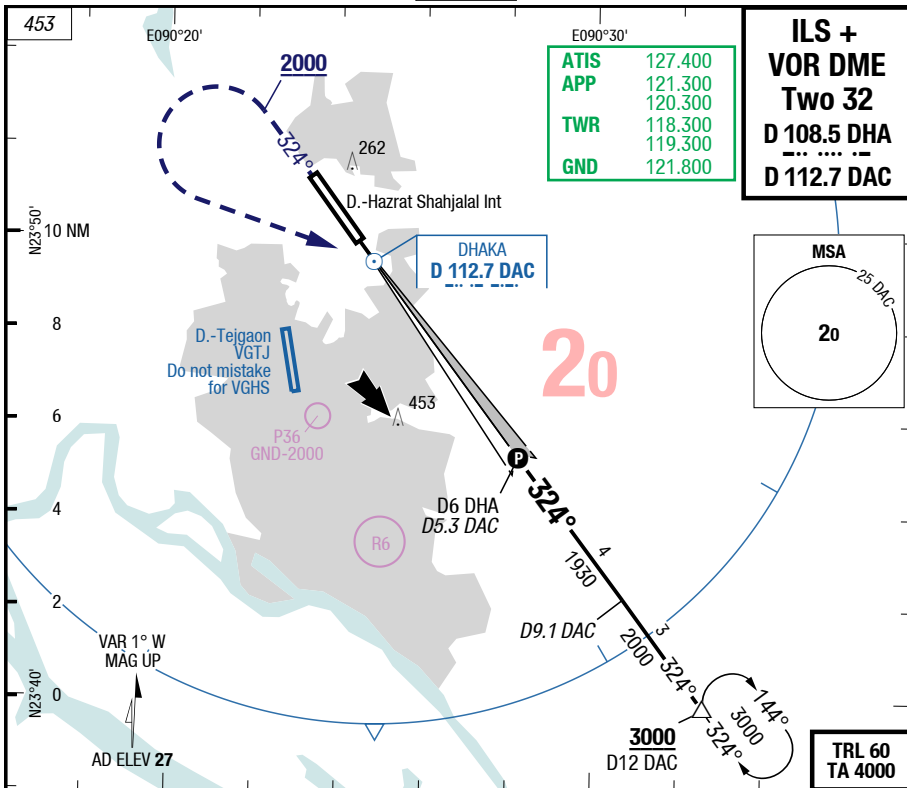 453
E090°20'
E090°30'
ILS +
VOR DME
Two 32
D 108.5 DHA
-·· ···· ·-
D 112.7 DAC
ATIS 127.400
APP 121.300
120.300
TWR 118.300
119.300
GND 121.800
2000
324°
262
D.-Hazrat Shahjalal Int
N23°50'
10 NM
DHAKA
D 112.7 DAC
-·· ·- -·-·
MSA
25 DAC
20
8
D.-Tejgaon
VGTJ
Do not mistake
for VGHS
20
6
453
P36
GND-2000
P
D6 DHA
D5.3 DAC
324°
4
R6
4
1930
2
D9.1 DAC
3
2000
VAR 1° W
MAG UP
324°
N23°40'
0
144°
3000
324°
3000
D12 DAC
AD ELEV 27
TRL 60
TA 4000